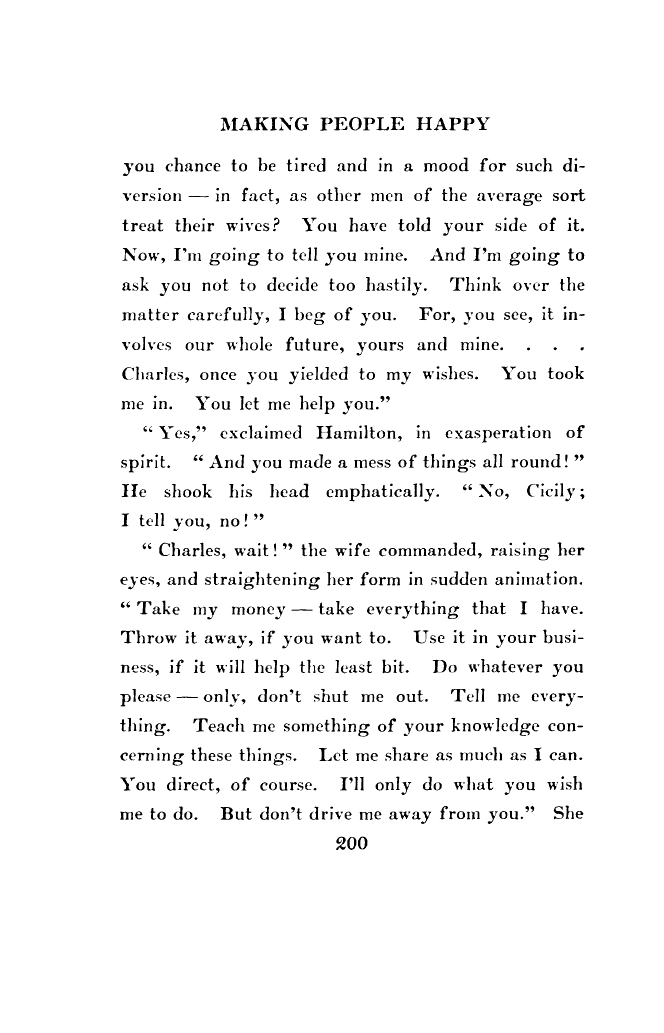 MAKING PEOPLE HAPPY
you chance to be tired and in a mood for such di-
version — in fact, as other men of the average sort
treat their wives? You have told your side of it.
Now, I'm going to tell you mine. And I'm going to
ask you not to decide too hastily. Think over the
matter carefully, I beg of you. For, you see, it in-
volves our whole future, yours and mine. . . .
Charles, once you yielded to my wishes. You took
me in. You let me help you."
"Yes," exclaimed Hamilton, in exasperation of
spirit. "And you made a mess of things all round!"
He shook his head emphatically. "No, Cicily;
I tell you, no!"
"Charles, wait!" the wife commanded, raising her
eyes, and straightening her form in sudden animation.
"Take my money — take everything that I have.
Throw it away, if you want to. Use it in your busi-
ness, if it will help the least bit. Do whatever you
please — only, don't shut me out. Tell me every-
thing. Teach me something of your knowledge con-
cerning these things. Let me share as much as I can.
You direct, of course. I'll only do what you wish
me to do. But don't drive me away from you." She
200